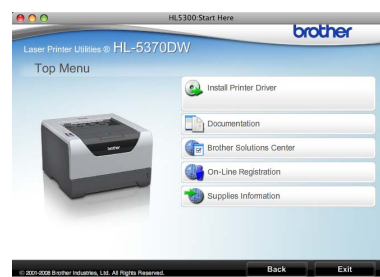 HL5300:Start Here
brother
Laser Printer Utilities ® HL-5370DW
Top Menu
Install Printer Driver
Documentation
Brother Solutions Center
On-Line Registration
Supplies Information
brother
© 2001-2008 Brother Industries, Ltd. All Rights Reserved.
Back
Exit